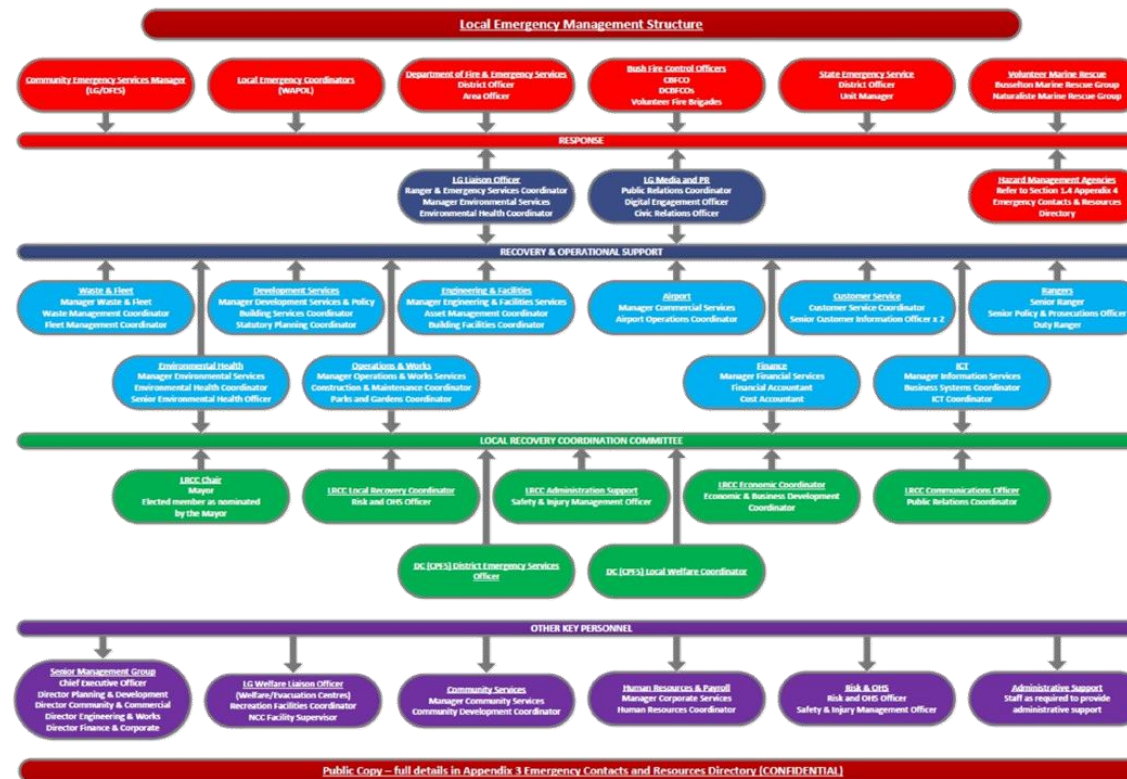 Local Emergency Management Structure
Community Emergency Services Manager
(LG/DFES)
Local Emergency Coordinators
(WAPOL)
Department of Fire & Emergency Services
District Officer
Area Officer
Bush Fire Control Officers
CBFCO
DCBFCOs
Volunteer Fire Brigades
State Emergency Service
District Officer
Unit Manager
Volunteer Marine Rescue
Busselton Marine Rescue Group
Naturaliste Marine Rescue Group
RESPONSE
LG Liaison Officer
Ranger & Emergency Services Coordinator
Manager Environmental Services
Environmental Health Coordinator
LG Media and PR
Public Relations Coordinator
Digital Engagement Officer
Civic Relations Officer
Hazard Management Agencies
Refer to Section 1.4 Appendix 4
Emergency Contacts & Resources
Directory
RECOVERY & OPERATIONAL SUPPORT
Waste & Fleet
Manager Waste & Fleet
Waste Management Coordinator
Fleet Management Coordinator
Development Services
Manager Development Services & Policy
Building Services Coordinator
Statutory Planning Coordinator
Engineering & Facilities
Manager Engineering & Facilities Services
Asset Management Coordinator
Building Facilities Coordinator
Airport
Manager Commercial Services
Airport Operations Coordinator
Customer Service
Customer Service Coordinator
Senior Customer Information Officer x 2
Rangers
Senior Ranger
Senior Policy & Prosecutions Officer
Duty Ranger
Environmental Health
Manager Environmental Services
Environmental Health Coordinator
Senior Environmental Health Officer
Operations & Works
Manager Operations & Works Services
Construction & Maintenance Coordinator
Parks and Gardens Coordinator
Finance
Manager Financial Services
Financial Accountant
Cost Accountant
ICT
Manager Information Services
Business Systems Coordinator
ICT Coordinator
LOCAL RECOVERY COORDINATION COMMITTEE
LRCC Chair
Mayor
Elected member as nominated
by the Mayor
LRCC Local Recovery Coordinator
Risk and OHS Officer
LRCC Administration Support
Safety & Injury Management Officer
LRCC Economic Coordinator
Economic & Business Development
Coordinator
LRCC Communications Officer
Public Relations Coordinator
DC (CPFS) District Emergency Services
Officer
DC (CPFS) Local Welfare Coordinator
OTHER KEY PERSONNEL
Senior Management Group
Chief Executive Officer
Director Planning & Development
Director Community & Commercial
Director Engineering & Works
Director Finance & Corporate
LG Welfare Liaison Officer
(Welfare/Evacuation Centres)
Recreation Facilities Coordinator
NCC Facility Supervisor
Community Services
Manager Community Services
Community Development Coordinator
Human Resources & Payroll
Manager Corporate Services
Human Resources Coordinator
Risk & OHS
Risk and OHS Officer
Safety & Injury Management Officer
Administrative Support
Staff as required to provide
administrative support
Public Copy – full details in Appendix 3 Emergency Contacts and Resources Directory (CONFIDENTIAL)